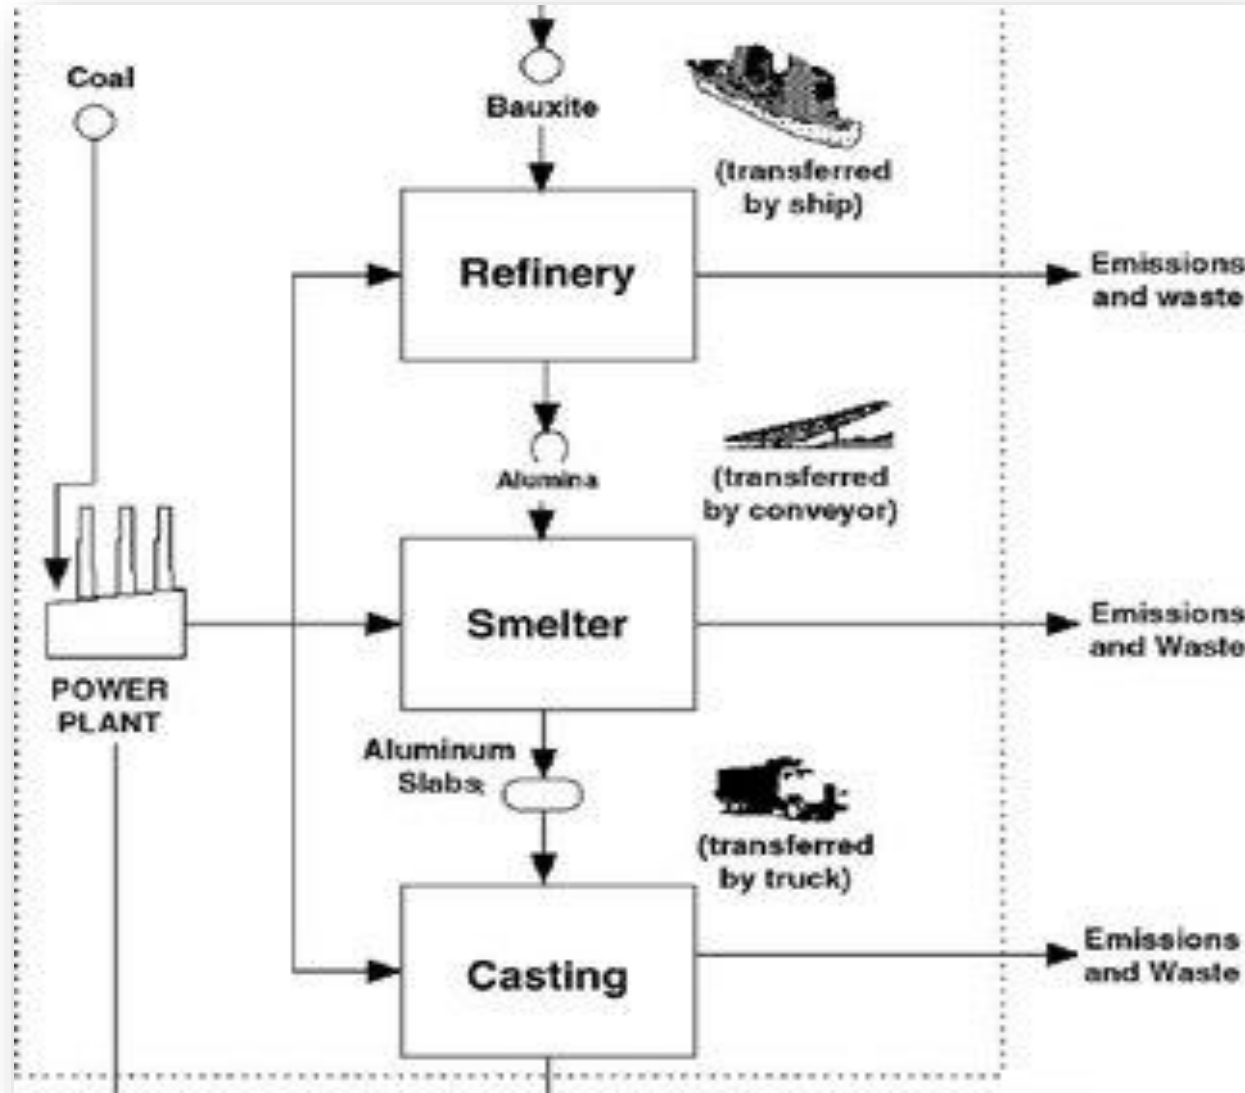 Coal
Bauxite
(transferred
by ship)
Refinery
Emissions
and waste
Alumina
(transferred
by conveyor)
Smelter
Emissions
and Waste
POWER
PLANT
Aluminum
Slabs
(transferred
by truck)
Casting
Emissions
and Waste